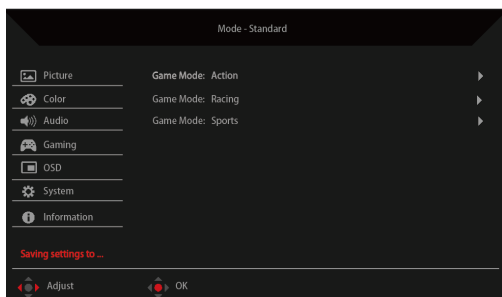 Mode - Standard
Picture
Game Mode: Action
Color
Game Mode: Racing
Audio
Game Mode: Sports
Gaming
OSD
System
Information
Saving settings to ...
Adjust
OK